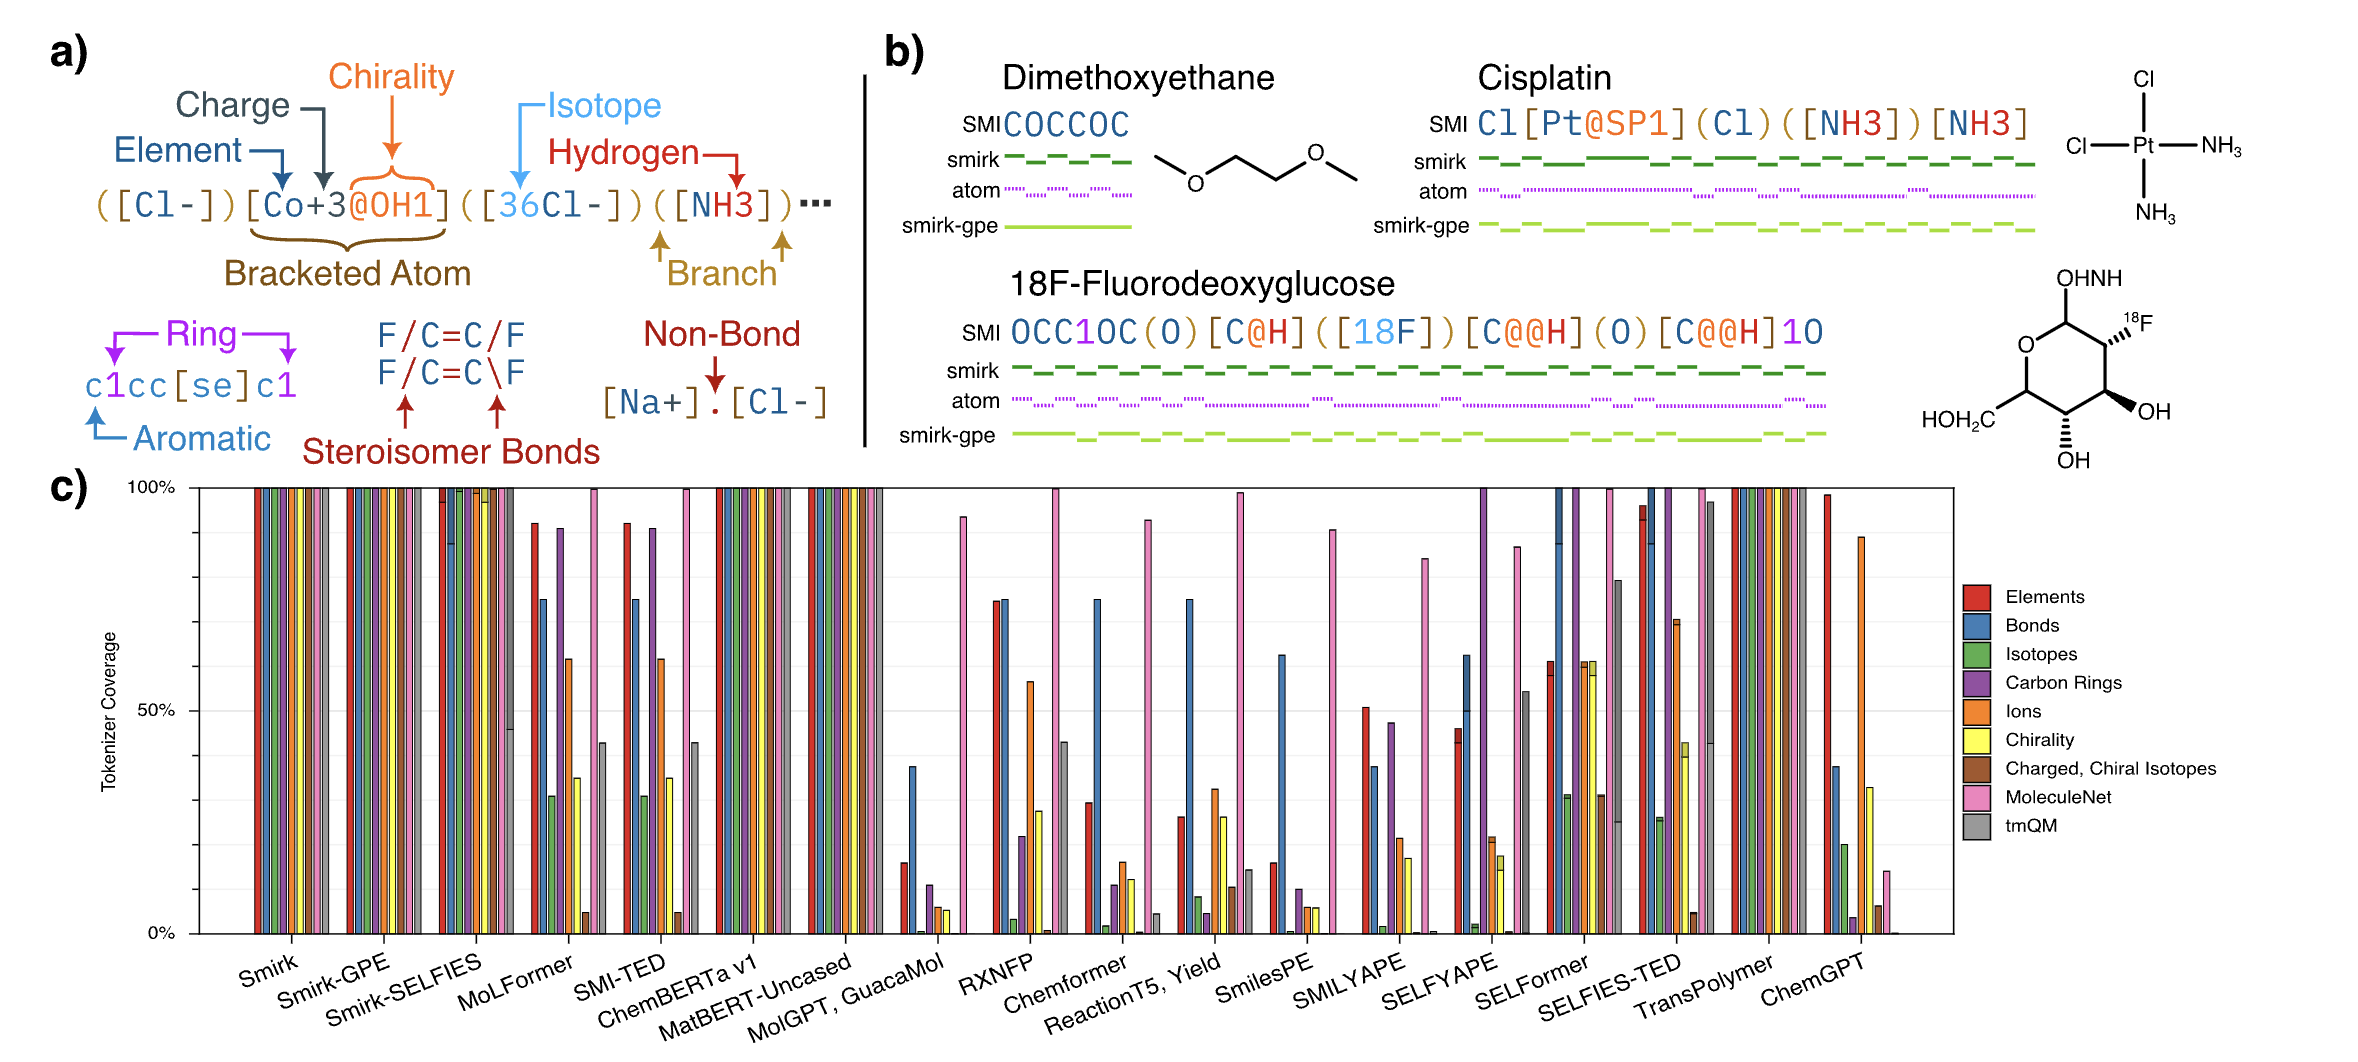 a)
Chirality
Charge
Isotope
Element
Hydrogen
([Cl-])[Co+3@OH1]([36Cl-])([NH3])...
Bracketed Atom
Branch
Ring
F/C=C/F
F/C=C\F
Non-Bond
c1cc[se]c1
[Na+].[Cl-]
Aromatic
Steroisomer Bonds
b)
Dimethoxyethane
SMI COCCOC
smirk
atom
smirk-gpe
O
O
Cisplatin
SMI Cl[Pt@SP1](Cl)([NH3])[NH3]
smirk
atom
smirk-gpe
Cl
Cl Pt NH3
NH3
18F-Fluorodeoxyglucose
SMI OCC1OC(O)[C@H]([18F])[C@@H](O)[C@@H]1O
smirk
atom
smirk-gpe
OHNH
18F
O
HOH2C
OH
OH
c)
100%
50%
0%
Tokenizer Coverage
Smirk
Smirk-GPE
Smirk-SELFIES
MoLFormer
SMI-TED
ChemBERTa v1
MatBERT-Uncased
MolGPT, GuacaMol
RXNFP
Chemformer
ReactionT5, Yield
SmilesPE
SMILYAPE
SELFYAPE
SELFormer
SELFIES-TED
TransPolymer
ChemGPT
Elements
Bonds
Isotopes
Carbon Rings
Ions
Chirality
Charged, Chiral Isotopes
MoleculeNet
tmQM